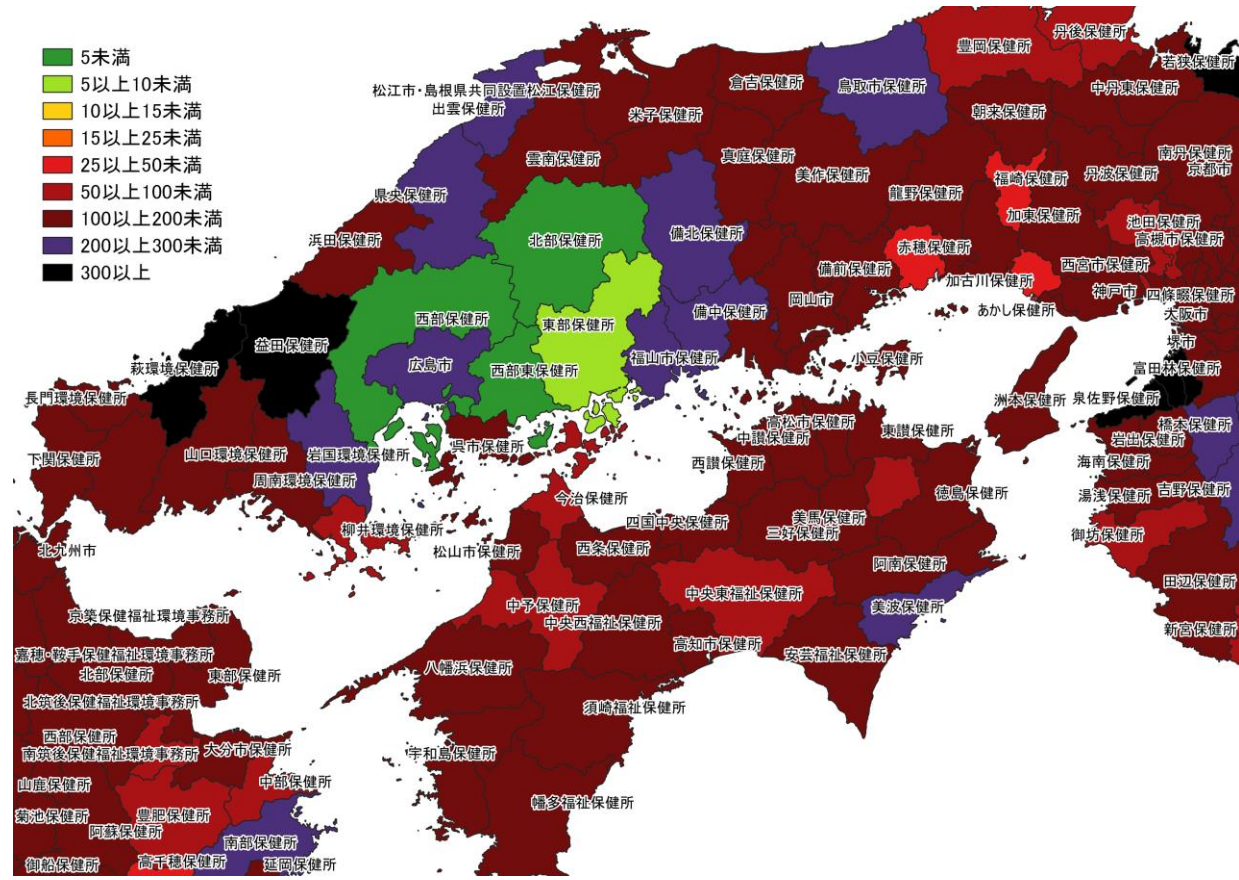 5未満
5以上10未満
10以上15未満
15以上25未満
25以上50未満
50以上100未満
100以上200未満
200以上300未満
300以上
丹後保健所
豊岡保健所
若狭保健所
鳥取市保健所
倉吉保健所
中丹東保健所
松江市・島根県共同設置松江保健所
出雲保健所
米子保健所
朝来保健所
雲南保健所
真庭保健所
美作保健所
南丹保健所
京都市
丹波保健所
福崎保健所
龍野保健所
県央保健所
加東保健所
池田保健所
浜田保健所
北部保健所
備北保健所
高槻市保健所
赤穂保健所
西宮市保健所
備前保健所
加古川保健所
神戸市
四條畷保健所
岡山市
あかし保健所
大阪市
西部保健所
東部保健所
備中保健所
益田保健所
堺市
萩環境保健所
広島市
西部東保健所
福山市保健所
小豆保健所
富田林保健所
長門環境保健所
洲本保健所
泉佐野保健所
橋本保健所
高松市保健所
東讃保健所
中讃保健所
呉市保健所
岩出保健所
下関保健所
山口環境保健所
岩国環境保健所
西讃保健所
海南保健所
周南環境保健所
吉野保健所
湯浅保健所
徳島保健所
今治保健所
美馬保健所
四国中央保健所
柳井環境保健所
三好保健所
御坊保健所
北九州市
松山市保健所
西条保健所
阿南保健所
田辺保健所
中央東福祉保健所
中予保健所
美波保健所
京築保健福祉環境事務所
中央西福祉保健所
新宮保健所
高知市保健所
安芸福祉保健所
嘉穂・鞍手保健福祉環境事務所
八幡浜保健所
北部保健所
東部保健所
北筑後保健福祉環境事務所
須崎福祉保健所
西部保健所
南筑後保健福祉環境事務所
大分市保健所
宇和島保健所
山鹿保健所
中部保健所
幡多福祉保健所
菊池保健所
豊肥保健所
阿蘇保健所
南部保健所
御船保健所
高千穂保健所
延岡保健所